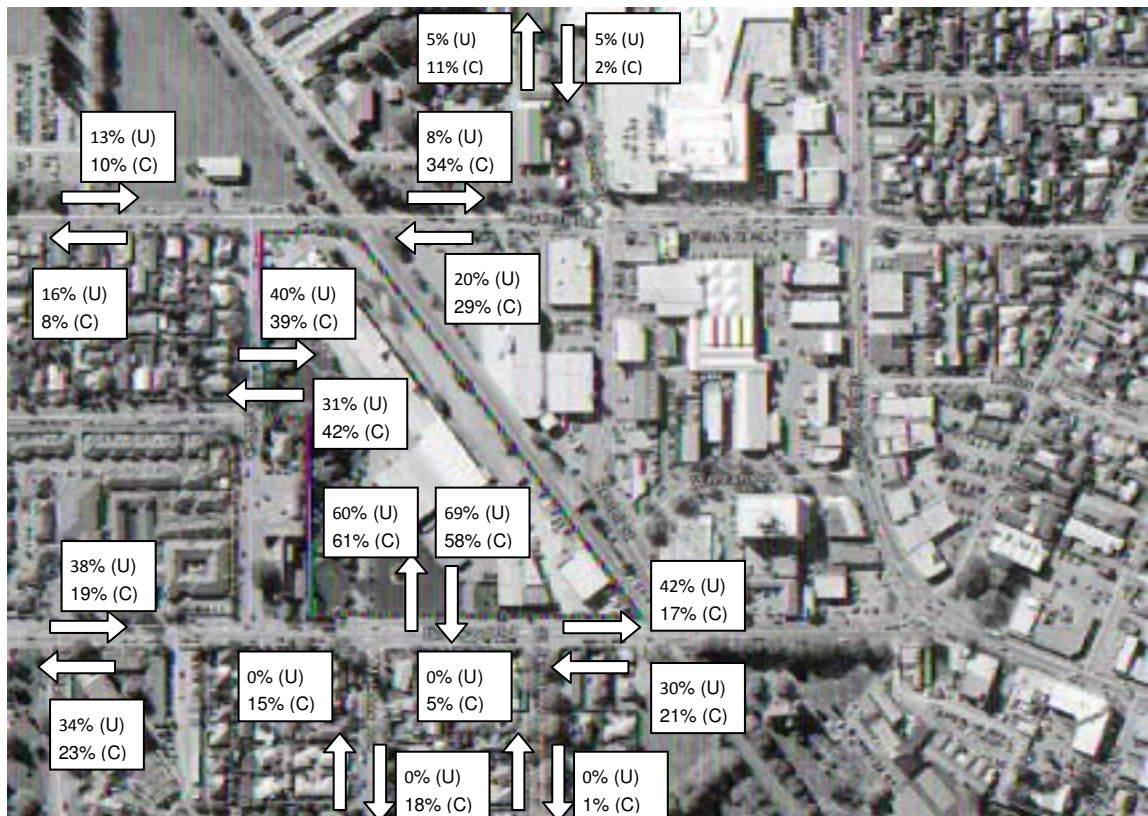 5% (U)
11% (C)
5% (U)
2% (C)
13% (U)
10% (C)
8% (U)
34% (C)
16% (U)
8% (C)
40% (U)
39% (C)
20% (U)
29% (C)
31% (U)
42% (C)
60% (U)
61% (C)
69% (U)
58% (C)
38% (U)
19% (C)
42% (U)
17% (C)
0% (U)
15% (C)
0% (U)
5% (C)
30% (U)
21% (C)
34% (U)
23% (C)
0% (U)
18% (C)
0% (U)
1% (C)